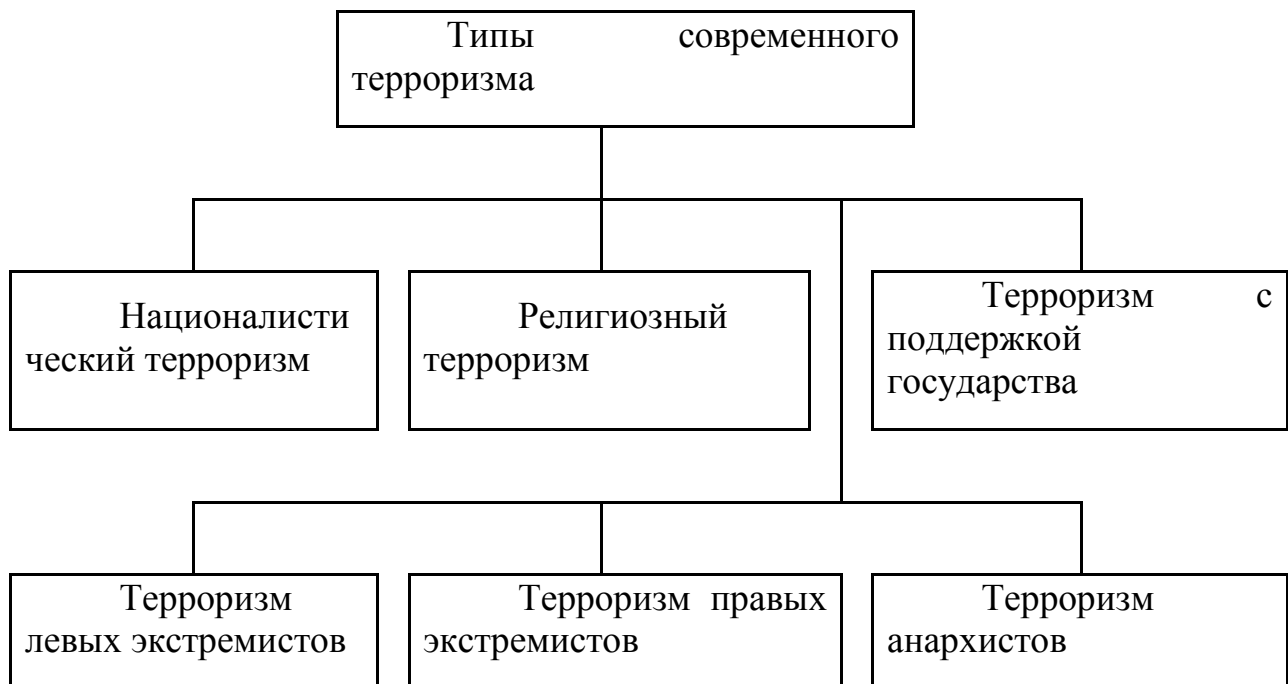 Типы современного
терроризма
Националисти
ческий терроризм
Религиозный
терроризм
Терроризм с
поддержкой
государства
Терроризм
левых экстремистов
Терроризм правых
экстремистов
Терроризм
анархистов